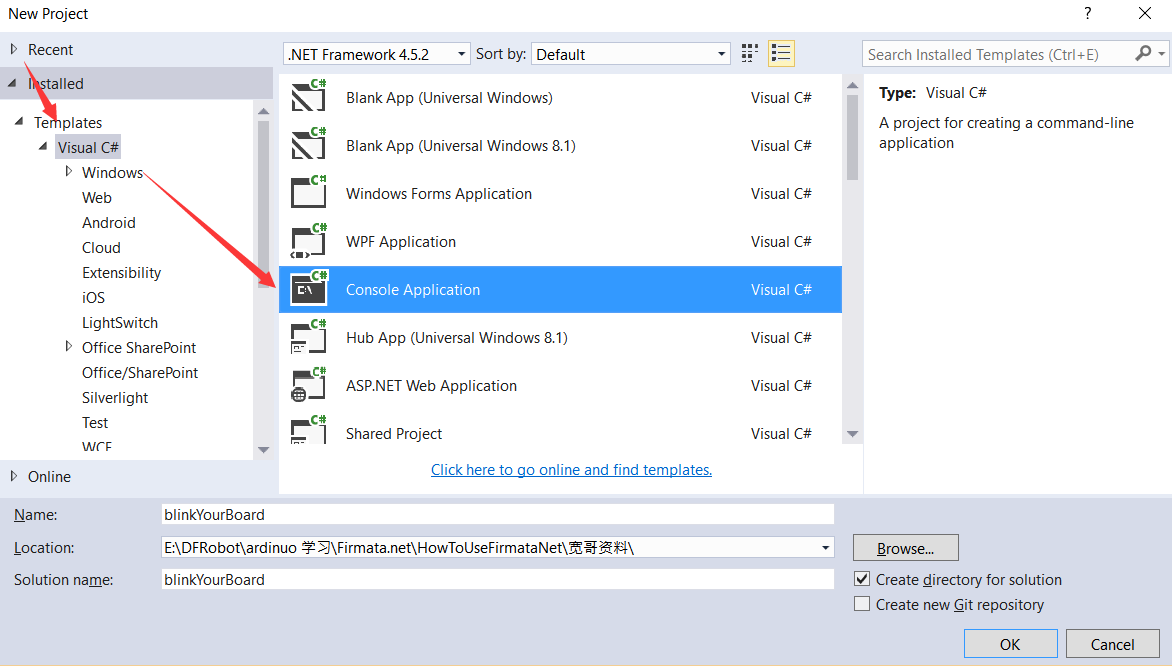 New Project
?
Recent
.NET Framework 4.5.2
Sort by:
Default
Search Installed Templates (Ctrl+E)
Installed
Templates
Visual C#
Windows
Web
Android
Cloud
Extensibility
iOS
LightSwitch
Office SharePoint
Office/SharePoint
Silverlight
Test
WCF
Online
C# Blank App (Universal Windows) Visual C#
C# Blank App (Universal Windows 8.1) Visual C#
C# Windows Forms Application Visual C#
C# WPF Application Visual C#
C# C:\ Console Application Visual C#
C# Hub App (Universal Windows 8.1) Visual C#
C# ASP.NET Web Application Visual C#
C# Shared Project Visual C#
Click here to go online and find templates.
Type: Visual C#
A project for creating a command-line
application
Name: blinkYourBoard
Location: E:\DFRobot\ardinuo 学习\Firmata.net\HowToUseFirmataNet\宽哥资料\
Browse...
Solution name: blinkYourBoard
Create directory for solution
Create new Git repository
OK
Cancel